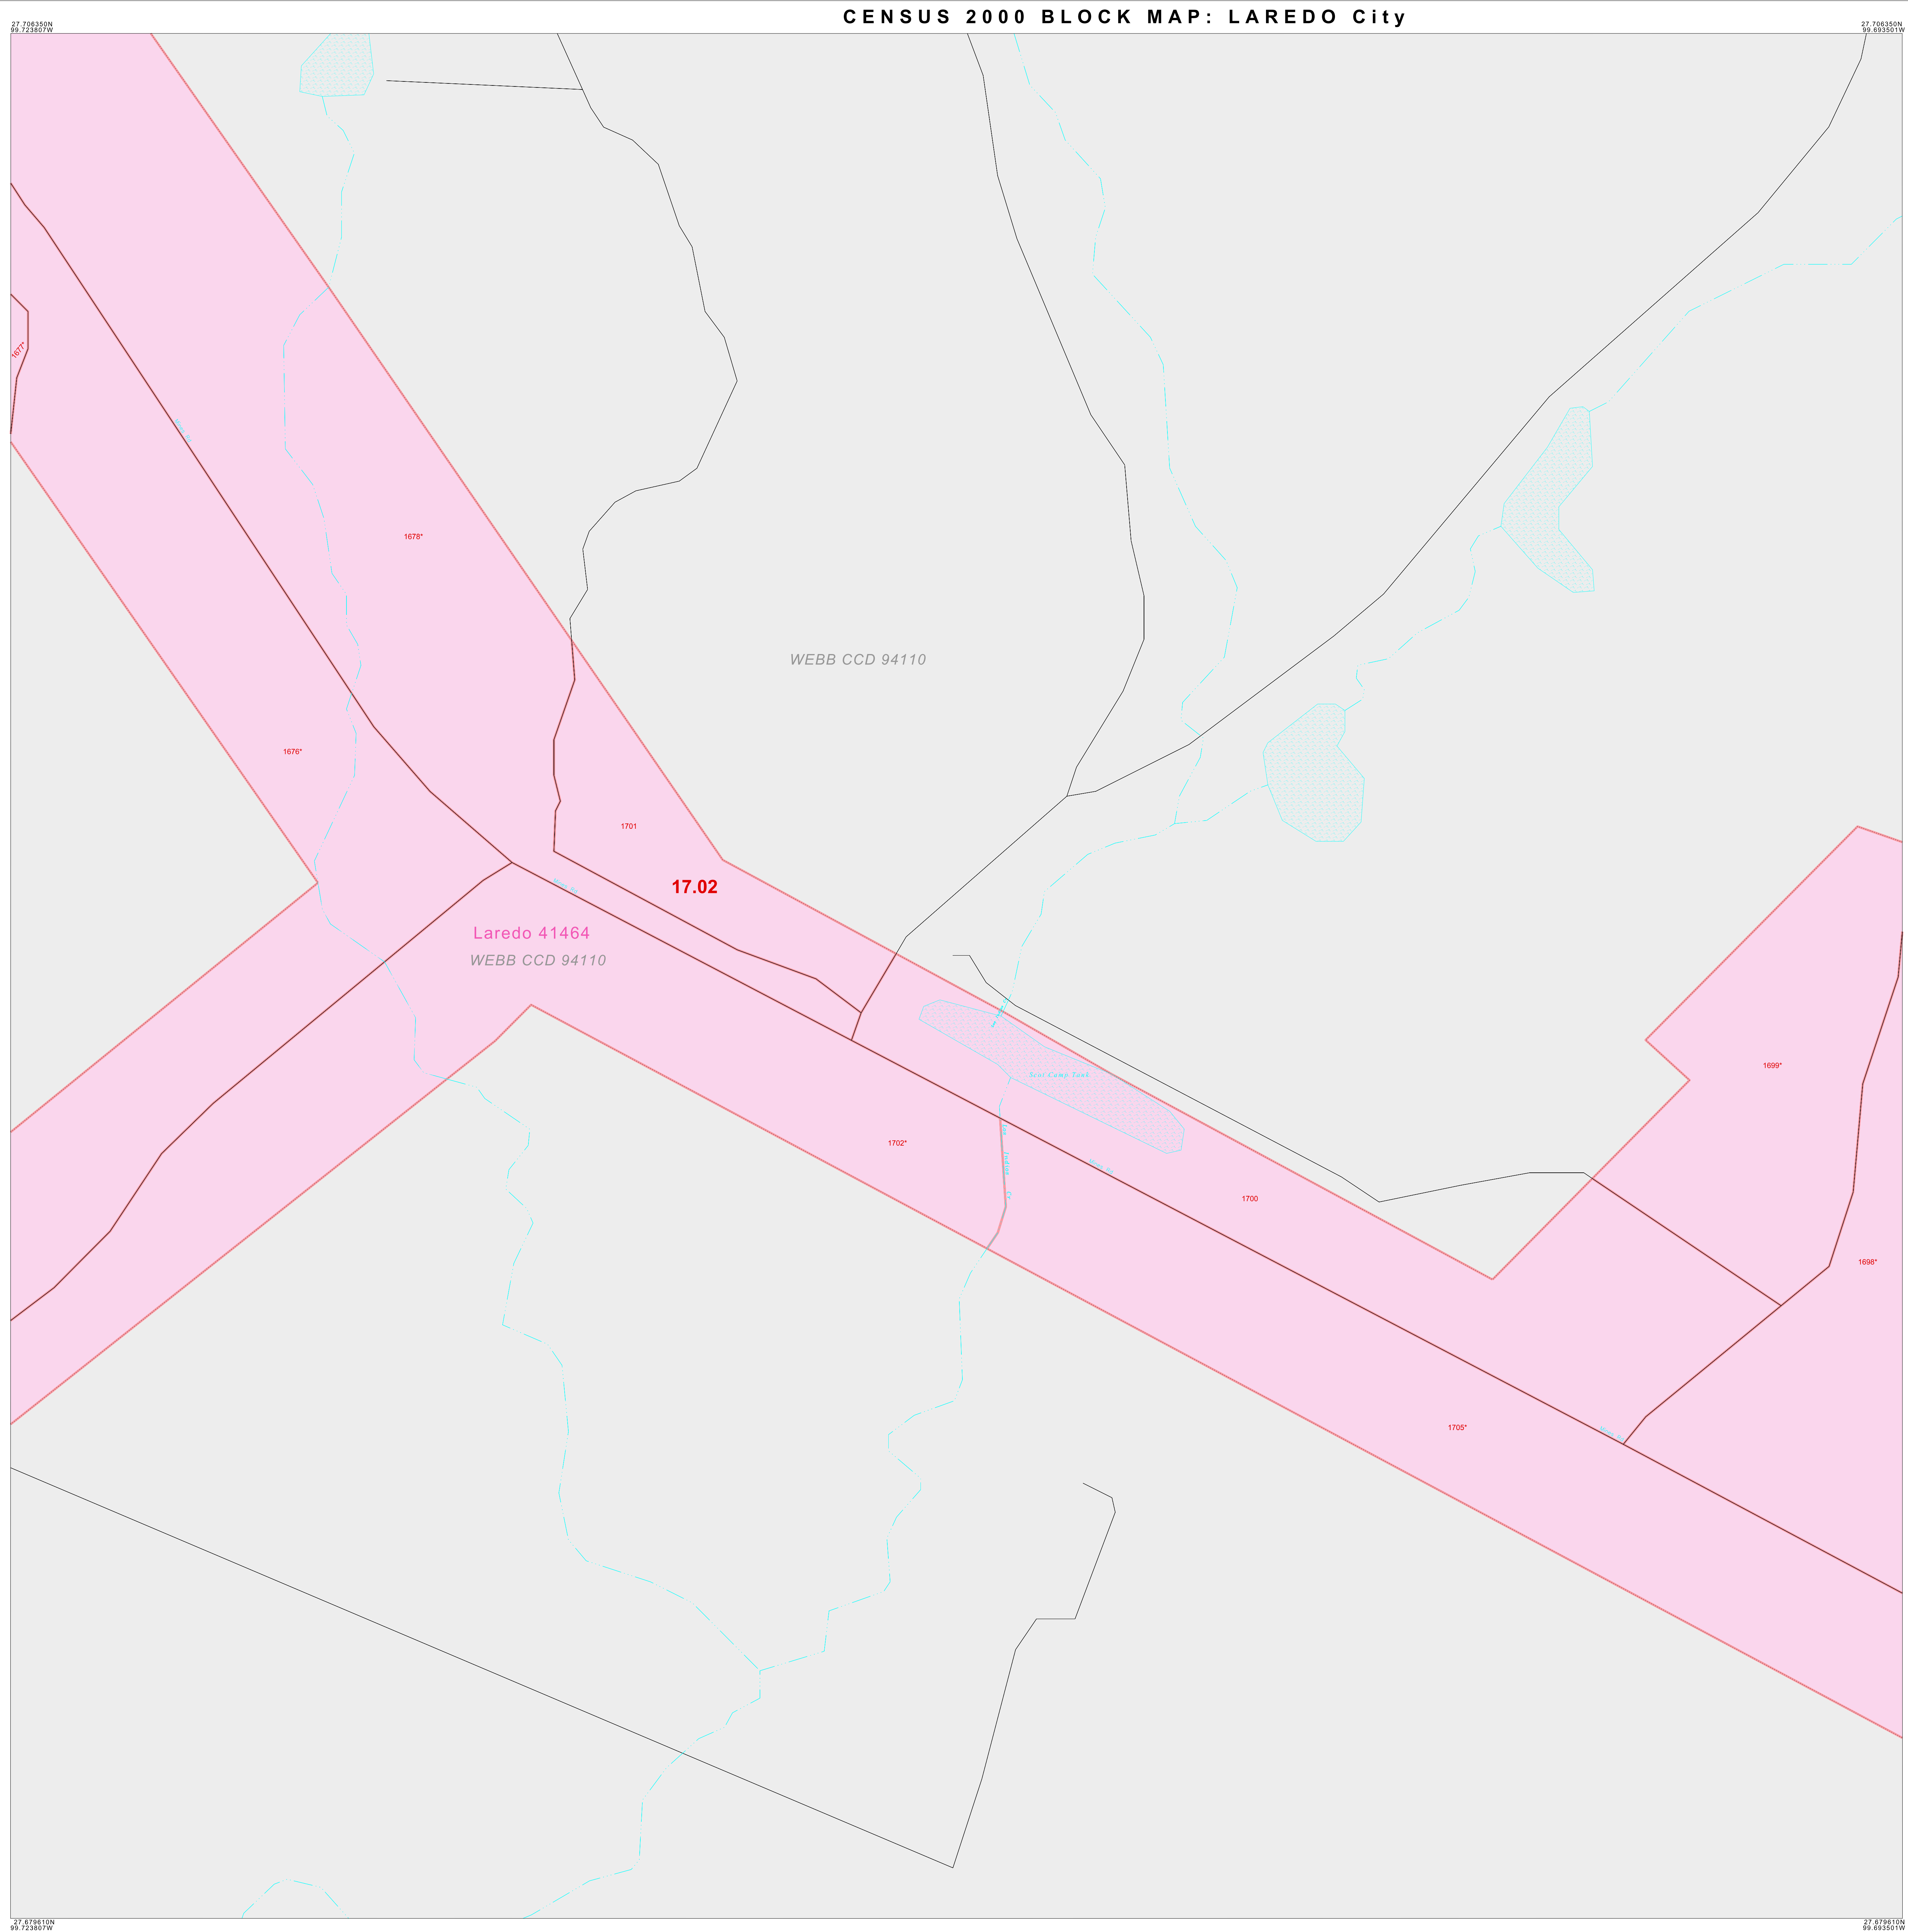 CENSUS 2000 BLOCK MAP: LAREDO City
27.706350N
99.723807W
27.706350N
99.693501W
1677*
1678*
WEBB CCD 94110
1676*
1701
17.02
Laredo 41464
WEBB CCD 94110
1699*
Tank
1702*
1700
1698*
1705*
27.679610N
99.723807W
27.679610N
99.693501W